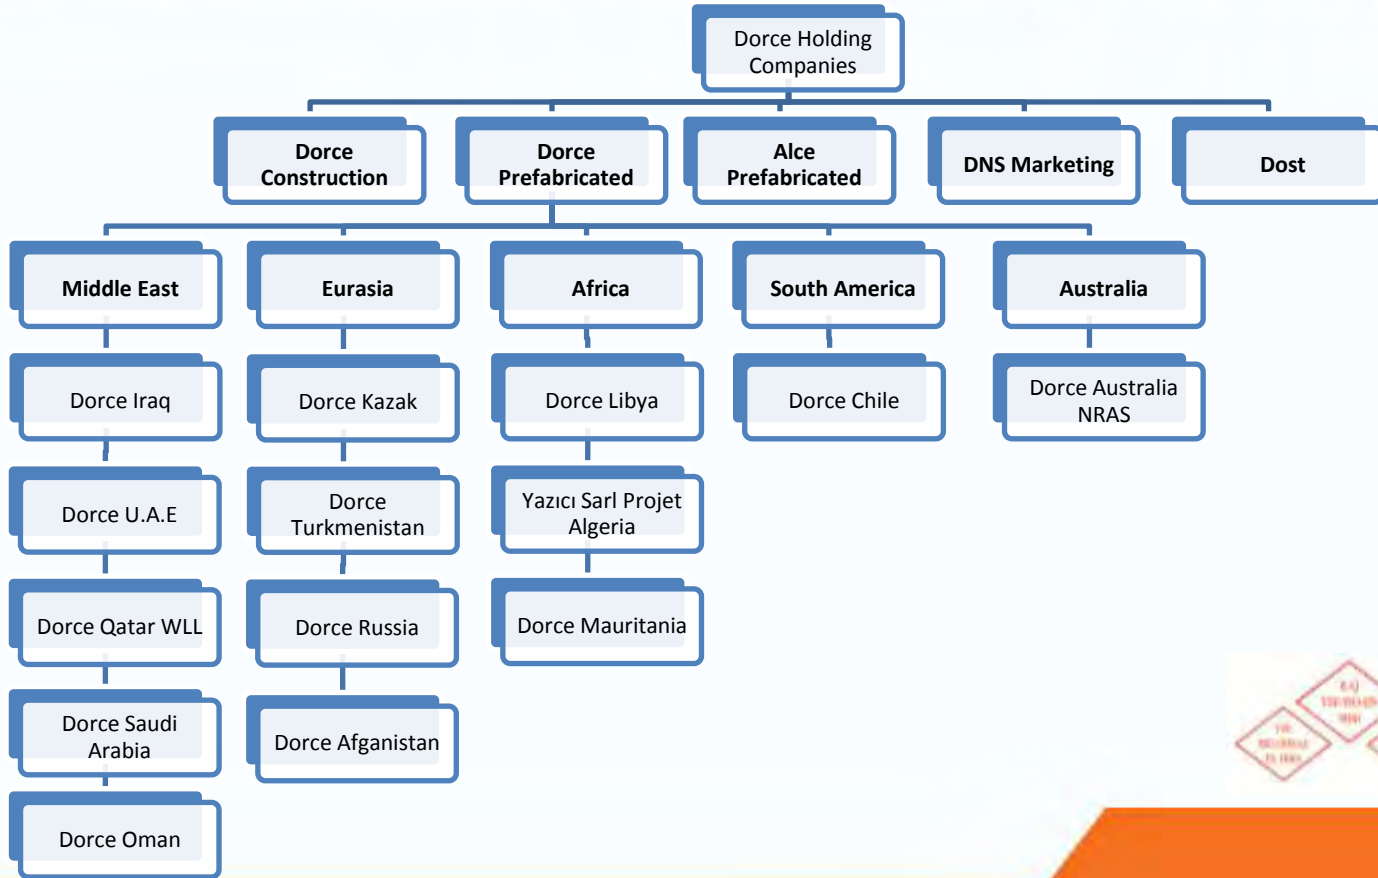 Dorce Holding
Companies
Dorce
Construction
Dorce
Prefabricated
Alce
Prefabricated
DNS Marketing
Dost
Middle East
Eurasia
Africa
South America
Australia
Dorce Iraq
Dorce Kazak
Dorce Libya
Dorce Chile
Dorce Australia
NRAS
Dorce U.A.E
Dorce
Turkmenistan
Yazıcı Sarl Projet
Algeria
Dorce Qatar WLL
Dorce Russia
Dorce Mauritania
Dorce Saudi
Arabia
Dorce Afganistan
Dorce Oman